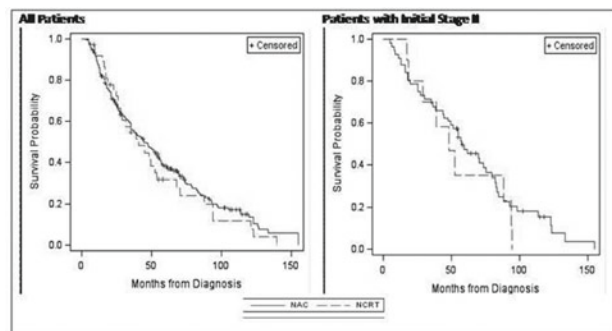 All Patients
+ Censored
1.0
0.8
0.6
0.4
0.2
0.0
Survival Probability
0
50
100
150
Months from Diagnosis
Patients with Initial Stage II
+ Censored
1.0
0.8
0.6
0.4
0.2
0.0
Survival Probability
0
50
100
150
Months from Diagnosis
NAC
NCRT